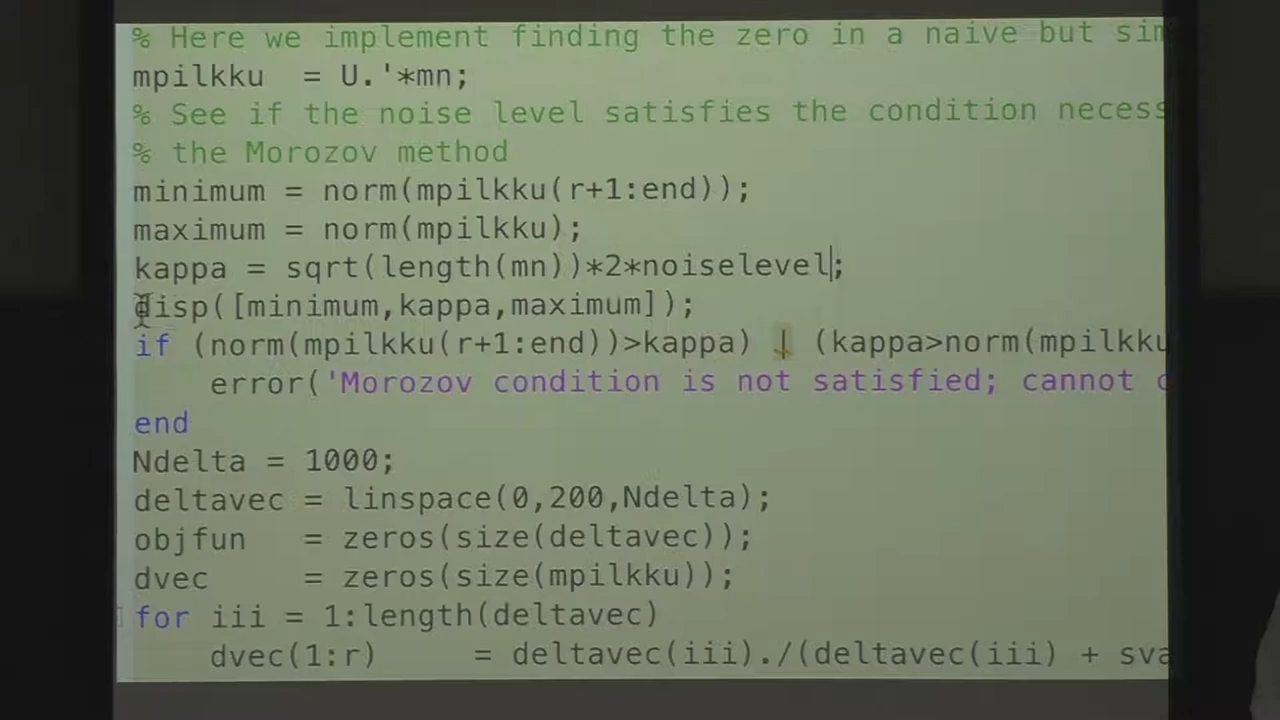 % Here we implement finding the zero in a naive but
mpilkku = U.'*mn;
% See if the noise level satisfies the condition
% the Morozov method
minimum = norm(mpilkku(r+1:end));
maximum = norm(mpilkku);
kappa = sqrt(length(mn))*2*noiselevel;
disp([minimum,kappa,maximum]);
if (norm(mpilkku(r+1:end))>kappa) | (kappa>norm(mpilkku
error('Morozov condition is not satisfied; cannot
end
Ndelta = 1000;
deltavec = linspace(0,200,Ndelta);
objfun = zeros(size(deltavec));
dvec = zeros(size(mpilkku));
for iii = 1:length(deltavec)
dvec(1:r) = deltavec(iii)./(deltavec(iii) +